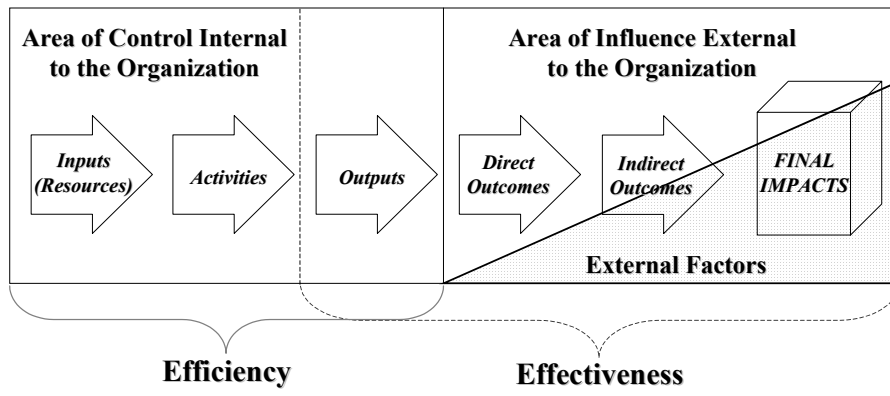 Area of Control Internal
to the Organization
Area of Influence External
to the Organization
Inputs
(Resources)
Activities
Outputs
Direct
Outcomes
Indirect
Outcomes
FINAL
IMPACTS
External Factors
Efficiency
Effectiveness